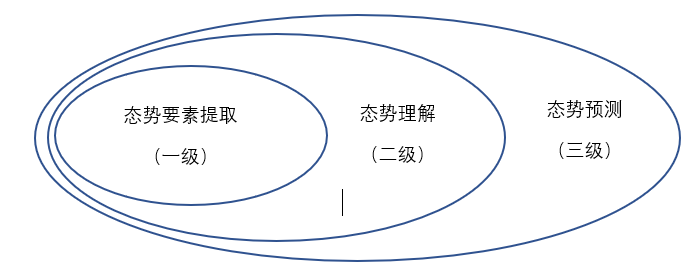 态势要素提取
（一级）
态势理解
（二级）
态势预测
（三级）